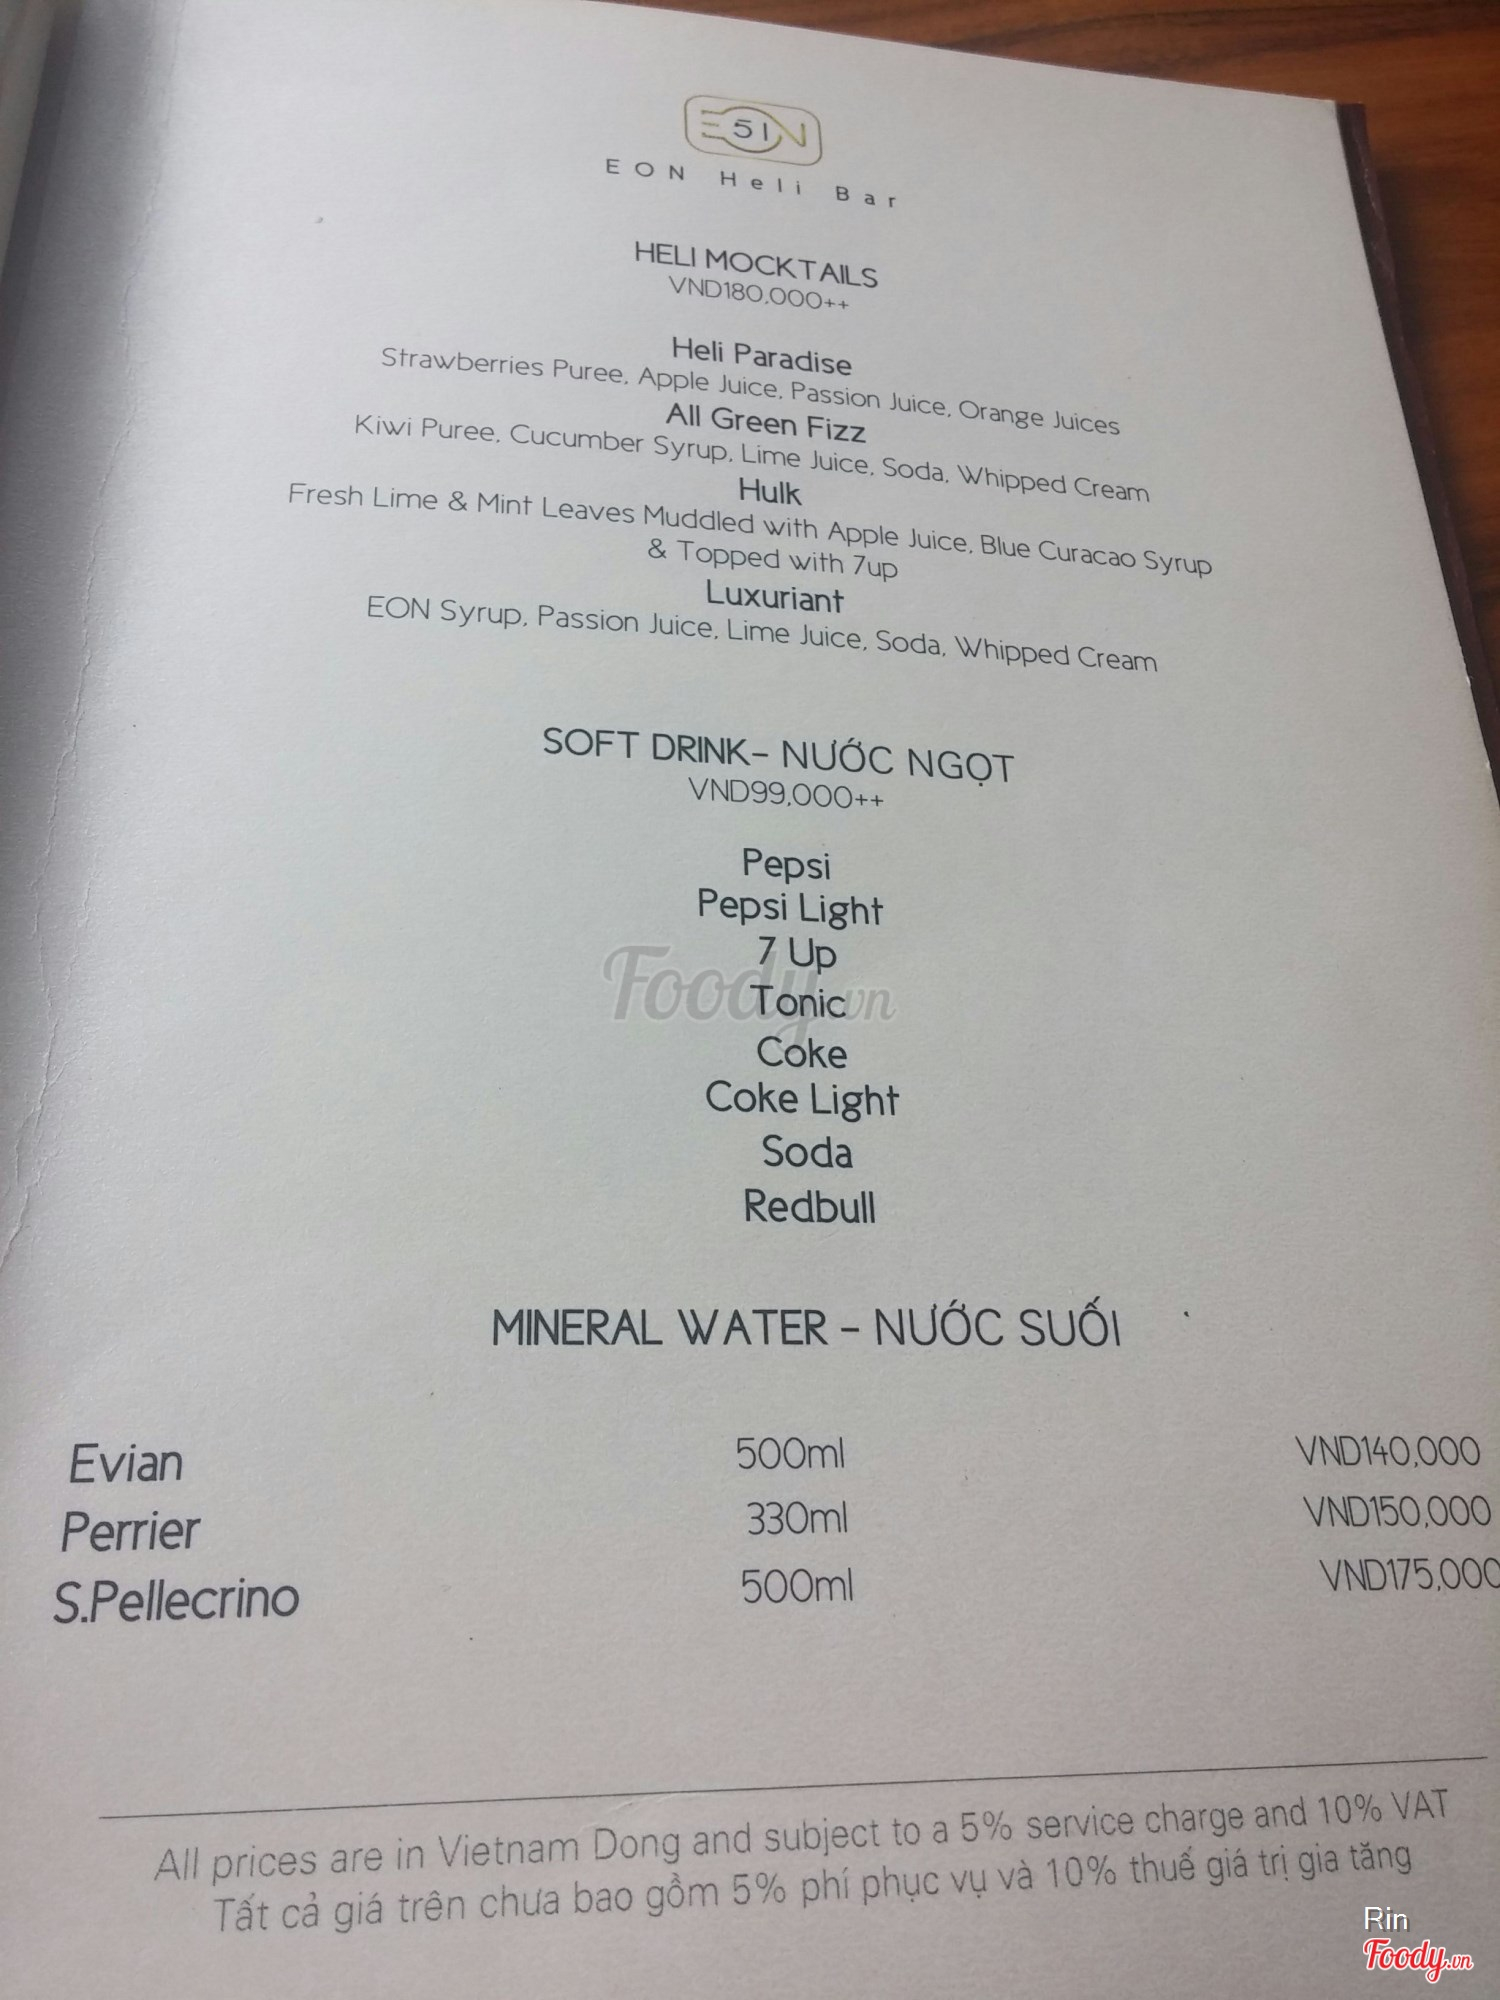 E51N
EON Heli Bar
HELI MOCKTAILS
VND180,000++
Heli Paradise
Strawberries Puree, Apple Juice, Passion Juice, Orange Juices
All Green Fizz
Kiwi Puree, Cucumber Syrup, Lime Juice, Soda, Whipped Cream
Hulk
Fresh Lime & Mint Leaves Muddled with Apple Juice, Blue Curacao Syrup
& Topped with 7up
Luxuriant
EON Syrup, Passion Juice, Lime Juice, Soda, Whipped Cream
SOFT DRINK- NƯỚC NGỌT
VND99,000++
Pepsi
Pepsi Light
7 Up
Foody.vn
Tonic
Coke
Coke Light
Soda
Redbull
MINERAL WATER - NƯỚC SUỐI
Evian 500ml VND140,000
Perrier 330ml VND150,000
S.Pellecrino 500ml VND175,000
All prices are in Vietnam Dong and subject to a 5% service charge and 10% VAT
Tất cả giá trên chưa bao gồm 5% phí phục vụ và 10% thuế giá trị gia tăng
Rin
Foody.vn